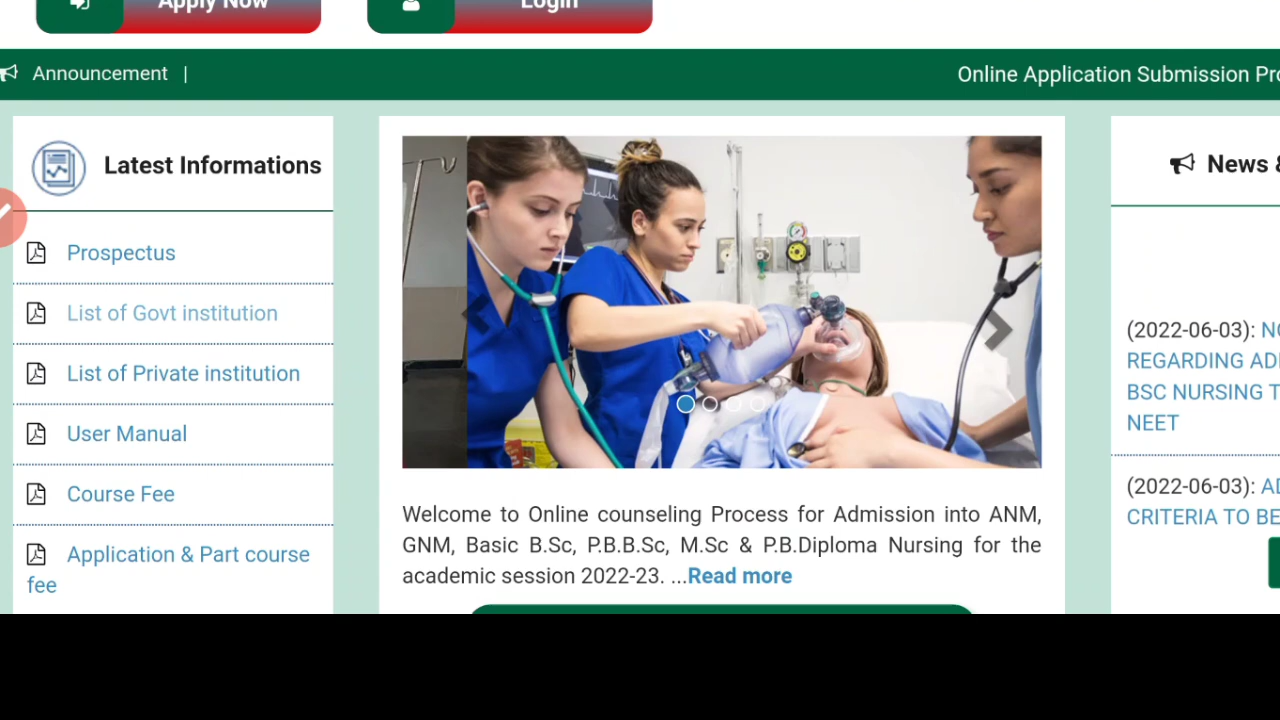 Apply Now
Login
Announcement |
Online Application Submission
Latest Informations
Prospectus
List of Govt institution
List of Private institution
User Manual
Course Fee
Application & Part course
fee
Welcome to Online counseling Process for Admission into ANM,
GNM, Basic B.Sc, P.B.B.Sc, M.Sc & P.B.Diploma Nursing for the
academic session 2022-23. ...Read more
News &
(2022-06-03):
REGARDING
BSC NURSING
NEET
(2022-06-03):
CRITERIA TO BE